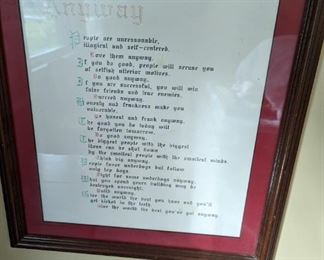 Anyway
People are unreasonable,
illogical and self-centered.
Love them anyway.
If you do good, people will accuse you
of selfish ulterior motives.
Do good anyway.
If you are successful, you will win
false friends and true enemies.
Succeed anyway.
Honesty and frankness make you
vulnerable.
Be honest and frank anyway.
The good you do today will
be forgotten tomorrow.
Do good anyway.
The biggest people with the biggest
ideas can be shot down
by the smallest people with the smallest minds.
Think big anyway.
People favor underdogs but follow
only top dogs.
Fight for some underdogs anyway.
What you spend years building may be
destroyed overnight.
Build anyway.
Give the world the best you have and you'll
get kicked in the teeth.
Give the world the best you've got anyway.